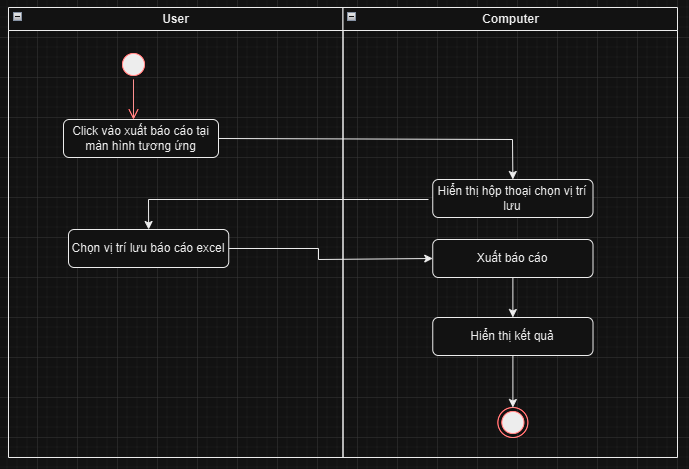 User
Computer
Click vào xuất báo cáo tại
màn hình tương ứng
Hiển thị hộp thoại chọn vị trí
lưu
Chọn vị trí lưu báo cáo excel
Xuất báo cáo
Hiển thị kết quả